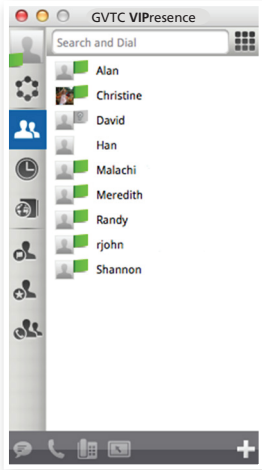 GVTC VIPresence
Search and Dial
Alan
Christine
David
Han
Malachi
Meredith
Randy
rjohn
Shannon